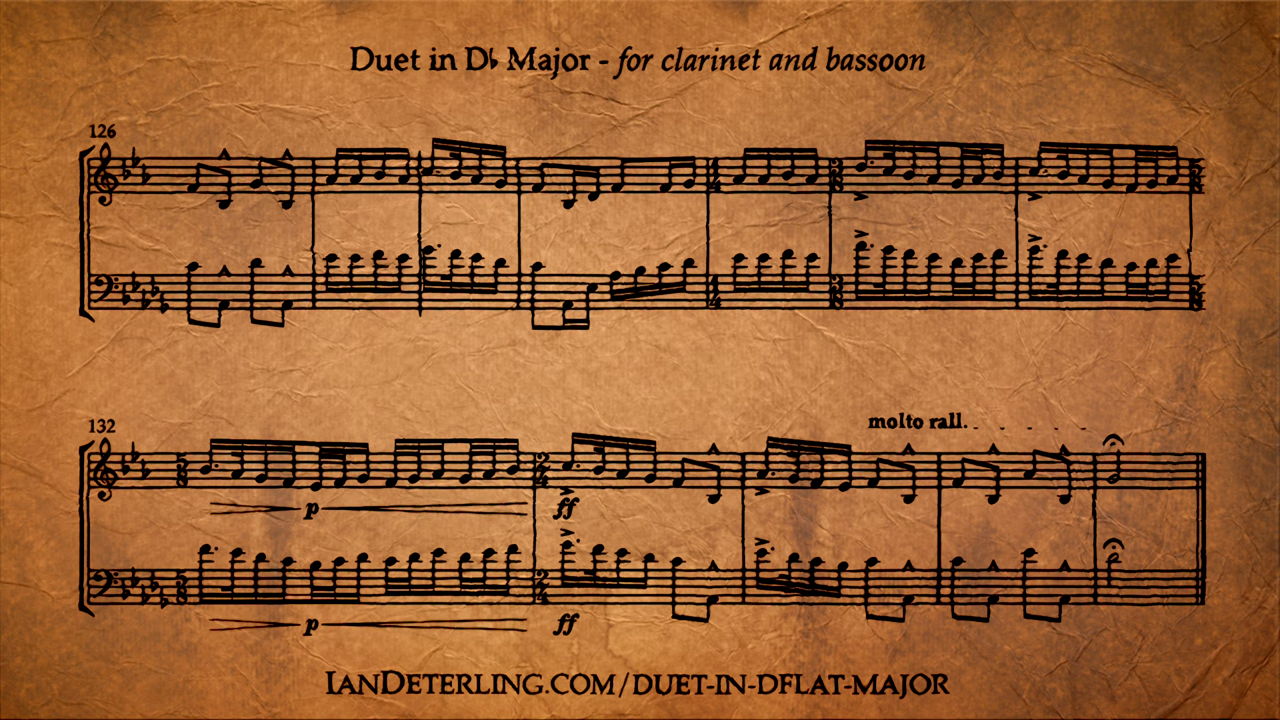 Duet in D♭ Major - for clarinet and bassoon
126
132
molto rall.
p
ff
p
ff
IANDETERLING.COM/DUET-IN-DFLAT-MAJOR